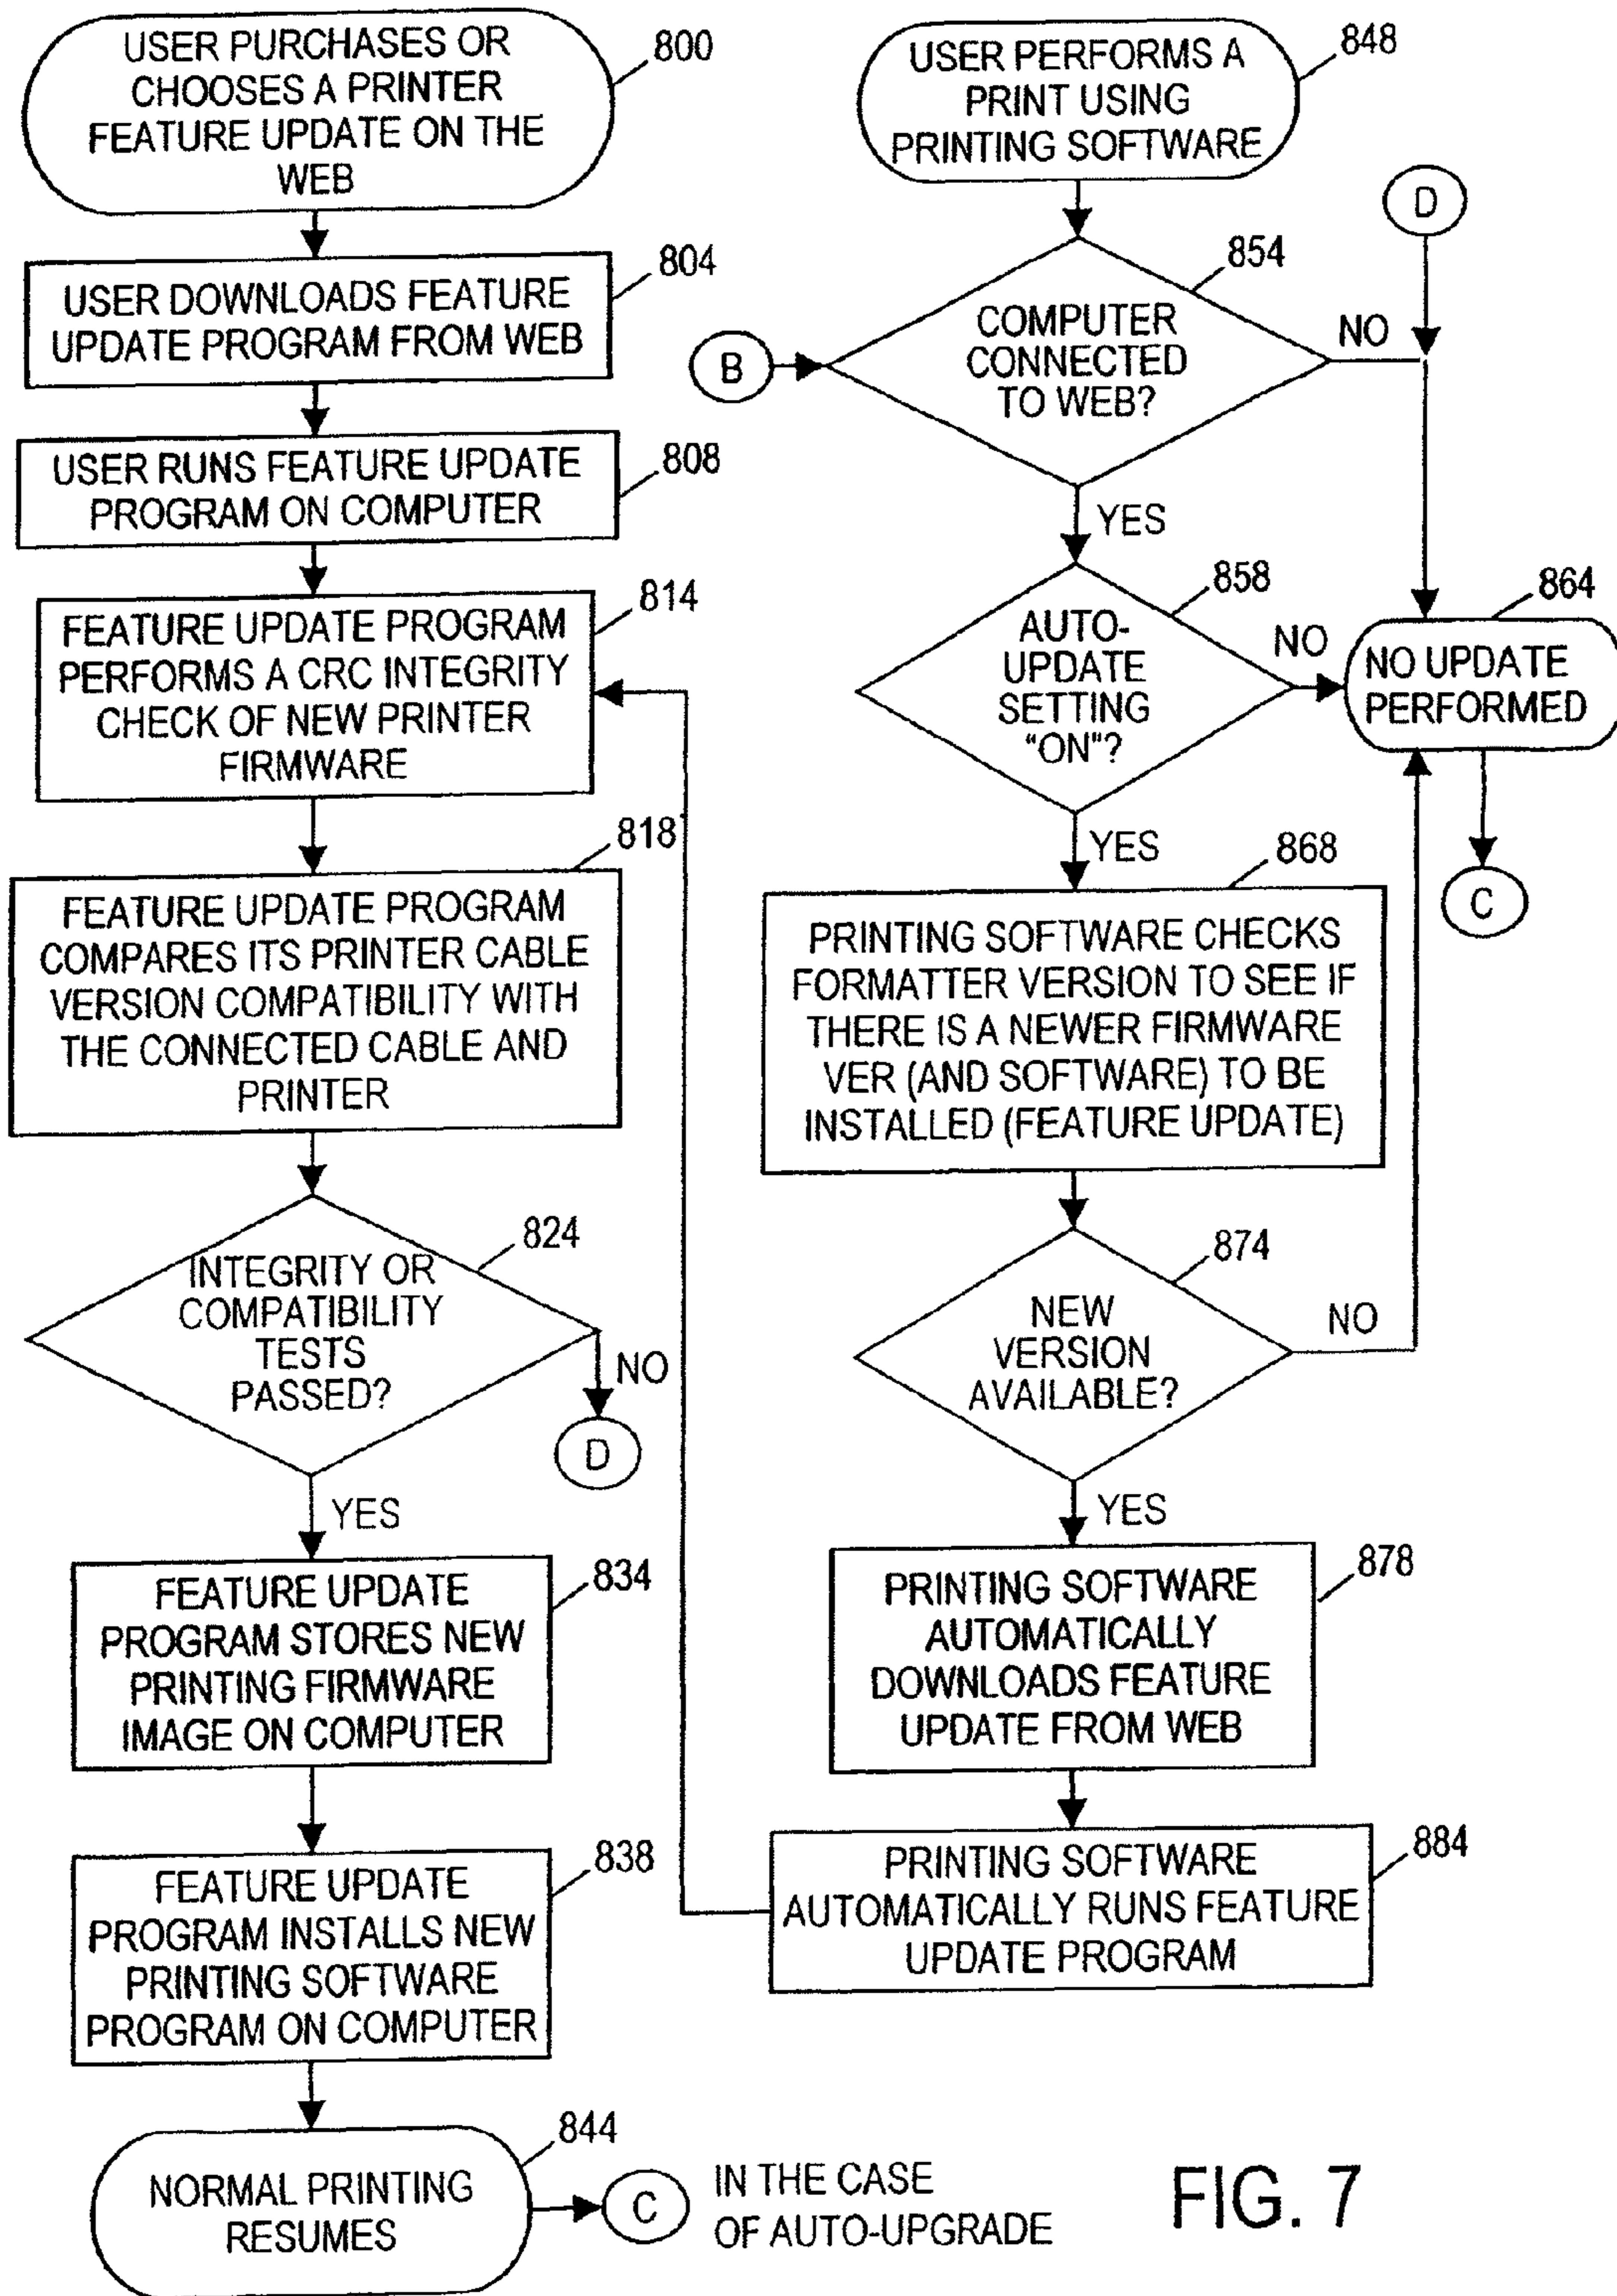 USER PURCHASES OR
CHOOSES A PRINTER
FEATURE UPDATE ON THE
WEB
800
USER DOWNLOADS FEATURE
UPDATE PROGRAM FROM WEB
804
USER RUNS FEATURE UPDATE
PROGRAM ON COMPUTER
808
FEATURE UPDATE PROGRAM
PERFORMS A CRC INTEGRITY
CHECK OF NEW PRINTER
FIRMWARE
814
818
FEATURE UPDATE PROGRAM
COMPARES ITS PRINTER CABLE
VERSION COMPATIBILITY WITH
THE CONNECTED CABLE AND
PRINTER
824
INTEGRITY OR
COMPATIBILITY
TESTS
PASSED?
NO
D
YES
FEATURE UPDATE
PROGRAM STORES NEW
PRINTING FIRMWARE
IMAGE ON COMPUTER
834
FEATURE UPDATE
PROGRAM INSTALLS NEW
PRINTING SOFTWARE
PROGRAM ON COMPUTER
838
844
NORMAL PRINTING
RESUMES
C
IN THE CASE
OF AUTO-UPGRADE
USER PERFORMS A
PRINT USING
PRINTING SOFTWARE
848
D
854
B
COMPUTER
CONNECTED
TO WEB?
NO
YES
858
AUTO-
UPDATE
SETTING
"ON"?
NO
864
NO UPDATE
PERFORMED
C
YES
868
PRINTING SOFTWARE CHECKS
FORMATTER VERSION TO SEE IF
THERE IS A NEWER FIRMWARE
VER (AND SOFTWARE) TO BE
INSTALLED (FEATURE UPDATE)
874
NEW
VERSION
AVAILABLE?
NO
YES
878
PRINTING SOFTWARE
AUTOMATICALLY
DOWNLOADS FEATURE
UPDATE FROM WEB
884
PRINTING SOFTWARE
AUTOMATICALLY RUNS FEATURE
UPDATE PROGRAM
FIG. 7